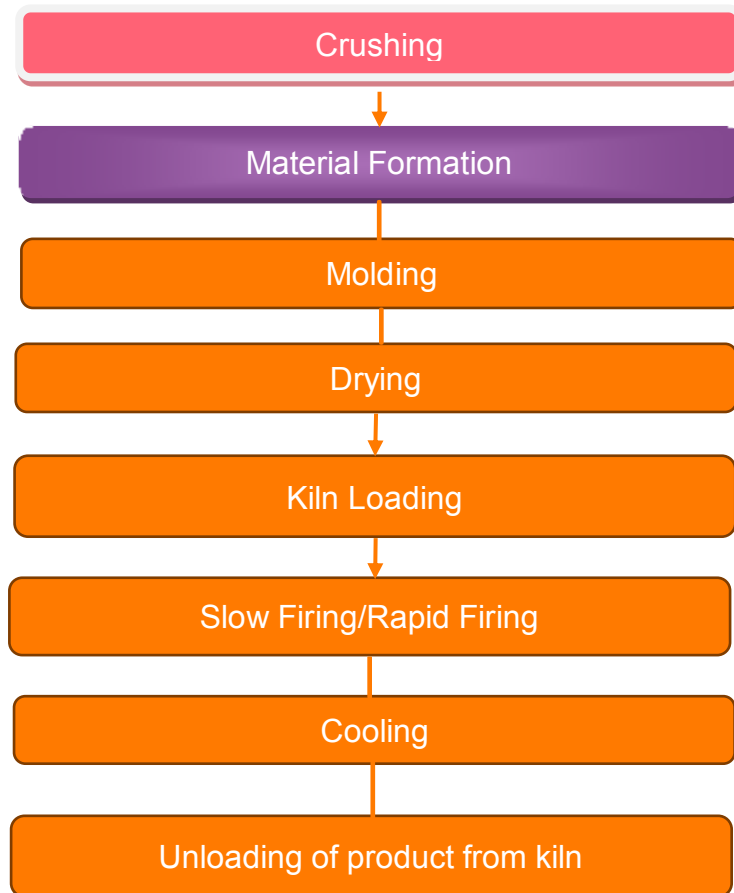 Crushing
Material Formation
Molding
Drying
Kiln Loading
Slow Firing/Rapid Firing
Cooling
Unloading of product from kiln